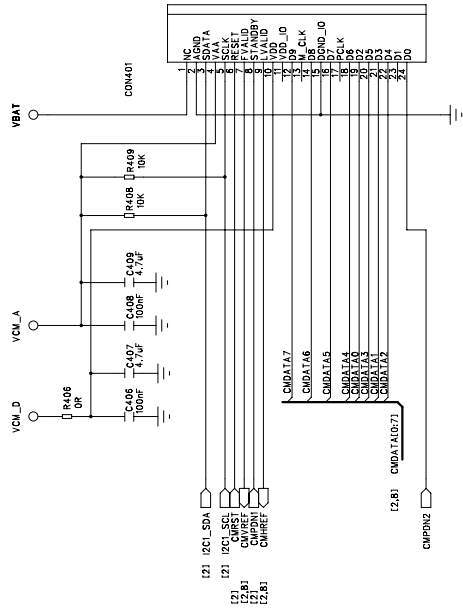 CON401
NC 1
AGND 2
SDATA 3
VAA 4
SCLK 5
RESET 6
FVALID 7
STANDBY 8
LVALID 9
VDD 10
VDD_IO 11
D9 12
M_CLK 13
D8 14
DGND_IO 15
D7 16
PCLK 17
D6 18
D2 19
D5 20
D3 21
D4 22
D1 23
D0 24
VBAT
R409
10K
R408
10K
C409
4.7uF
C408
100nF
VCM_A
C407
4.7uF
C406
100nF
R406
0R
VCM_D
CMDATA7
CMDATA6
CMDATA5
CMDATA4
CMDATA0
CMDATA3
CMDATA1
CMDATA2
CMDATA[0:7]
[2,8]
[2] I2C1_SDA
[2] I2C1_SCL
[2] CMRST
[2,8] CMVREF
[2] CMPDN1
[2,8] CMHREF
CMPDN2